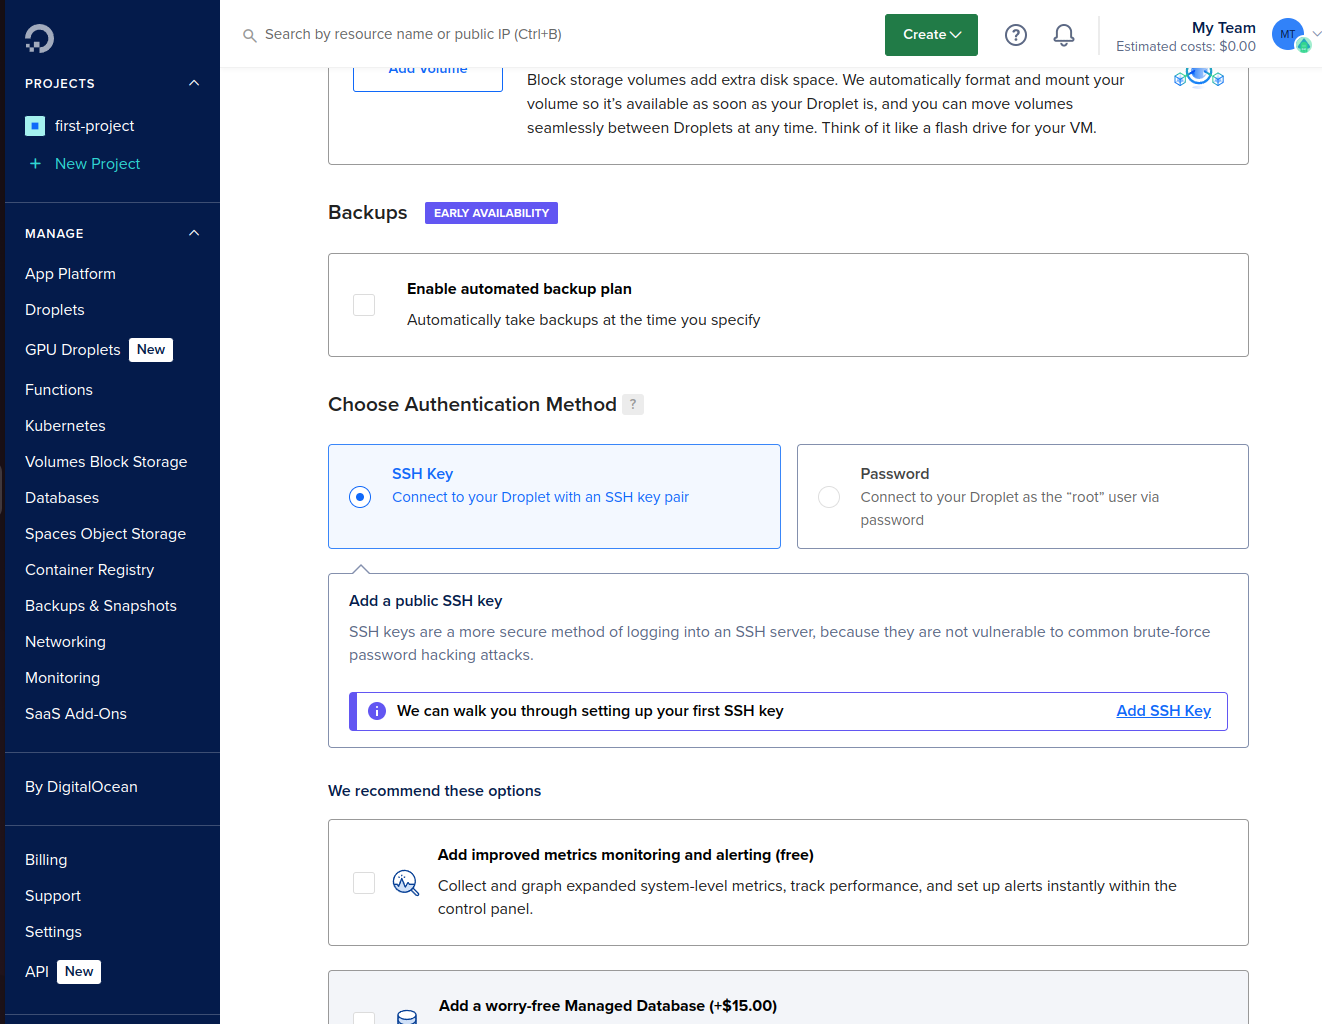 Search by resource name or public IP (Ctrl+B)
Create
My Team
Estimated costs: $0.00
MT
PROJECTS
first-project
+ New Project
MANAGE
App Platform
Droplets
GPU Droplets New
Functions
Kubernetes
Volumes Block Storage
Databases
Spaces Object Storage
Container Registry
Backups & Snapshots
Networking
Monitoring
SaaS Add-Ons
By DigitalOcean
Billing
Support
Settings
API New
Add Volume
Block storage volumes add extra disk space. We automatically format and mount your
volume so it’s available as soon as your Droplet is, and you can move volumes
seamlessly between Droplets at any time. Think of it like a flash drive for your VM.
Backups EARLY AVAILABILITY
Enable automated backup plan
Automatically take backups at the time you specify
Choose Authentication Method ?
SSH Key
Connect to your Droplet with an SSH key pair
Password
Connect to your Droplet as the “root” user via
password
Add a public SSH key
SSH keys are a more secure method of logging into an SSH server, because they are not vulnerable to common brute-force
password hacking attacks.
We can walk you through setting up your first SSH key
Add SSH Key
We recommend these options
Add improved metrics monitoring and alerting (free)
Collect and graph expanded system-level metrics, track performance, and set up alerts instantly within the
control panel.
Add a worry-free Managed Database (+$15.00)